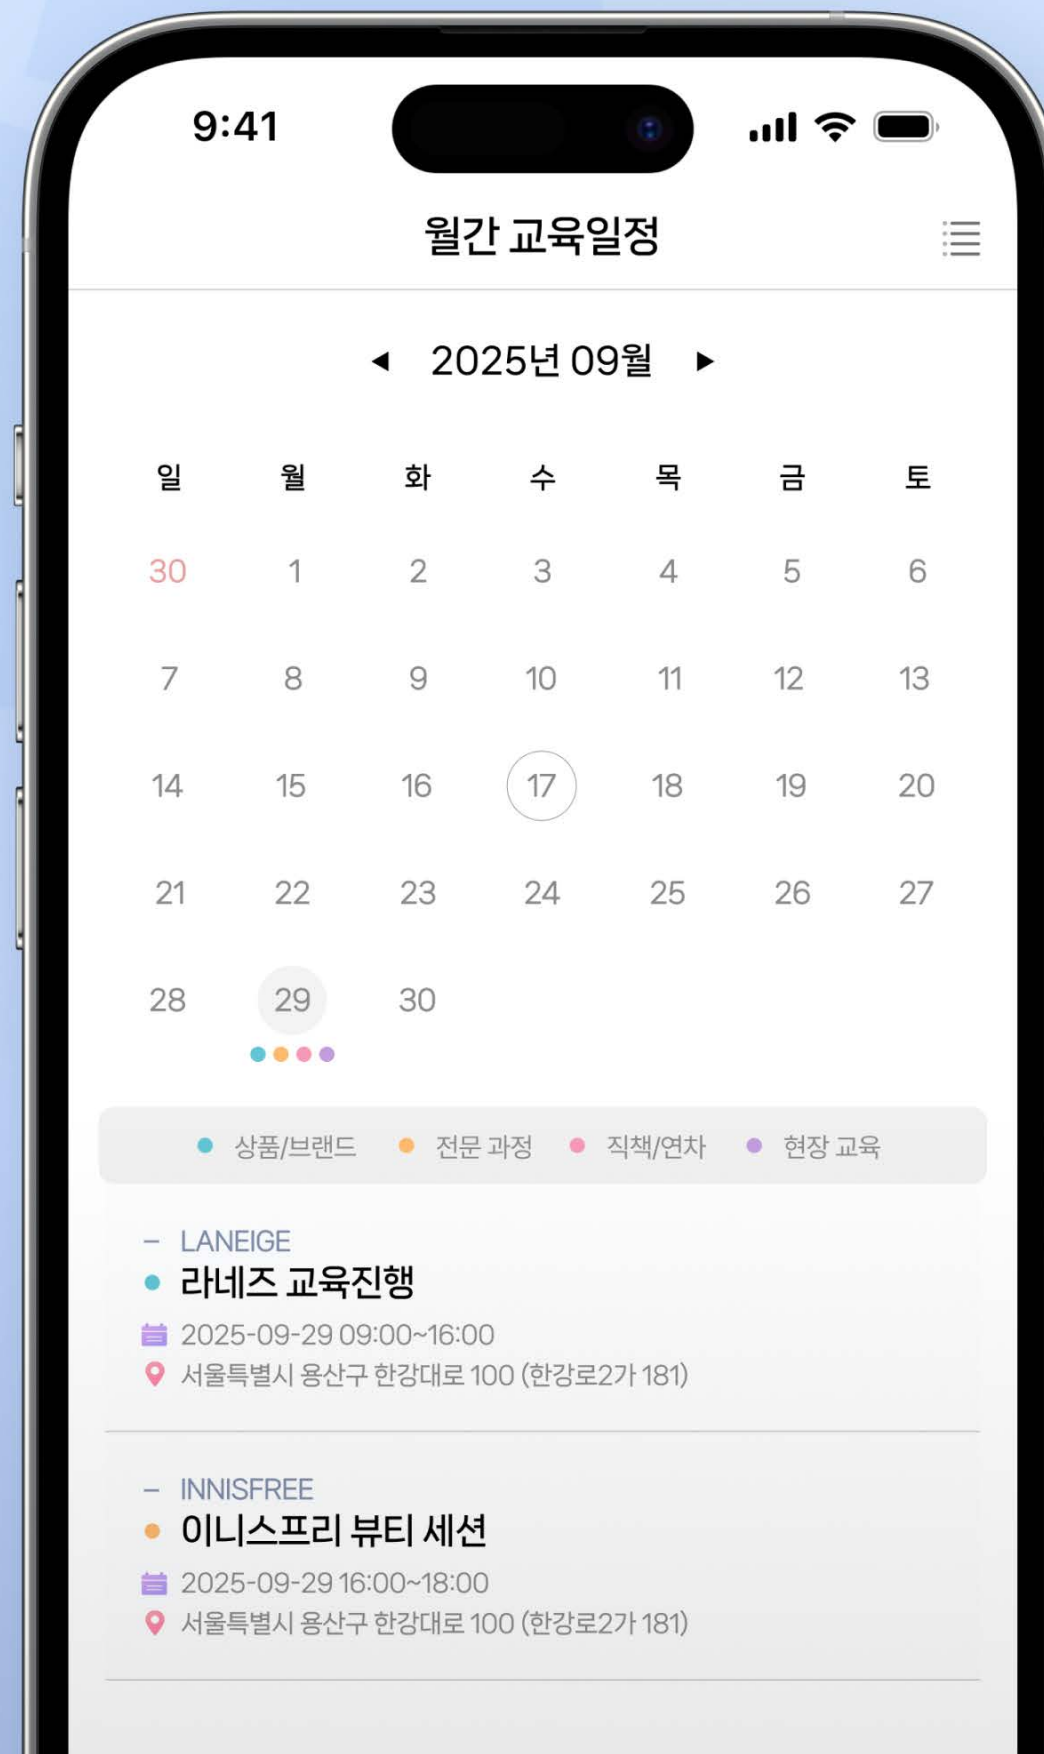 9:41
월간 교육일정
◀ 2025년 09월 ▶
일 월 화 수 목 금 토
30 1 2 3 4 5 6
7 8 9 10 11 12 13
14 15 16 17 18 19 20
21 22 23 24 25 26 27
28 29 30
상품/브랜드 전문 과정 직책/연차 현장 교육
– LANEIGE
라네즈 교육진행
2025-09-29 09:00~16:00
서울특별시 용산구 한강대로 100 (한강로2가 181)
– INNISFREE
이니스프리 뷰티 세션
2025-09-29 16:00~18:00
서울특별시 용산구 한강대로 100 (한강로2가 181)